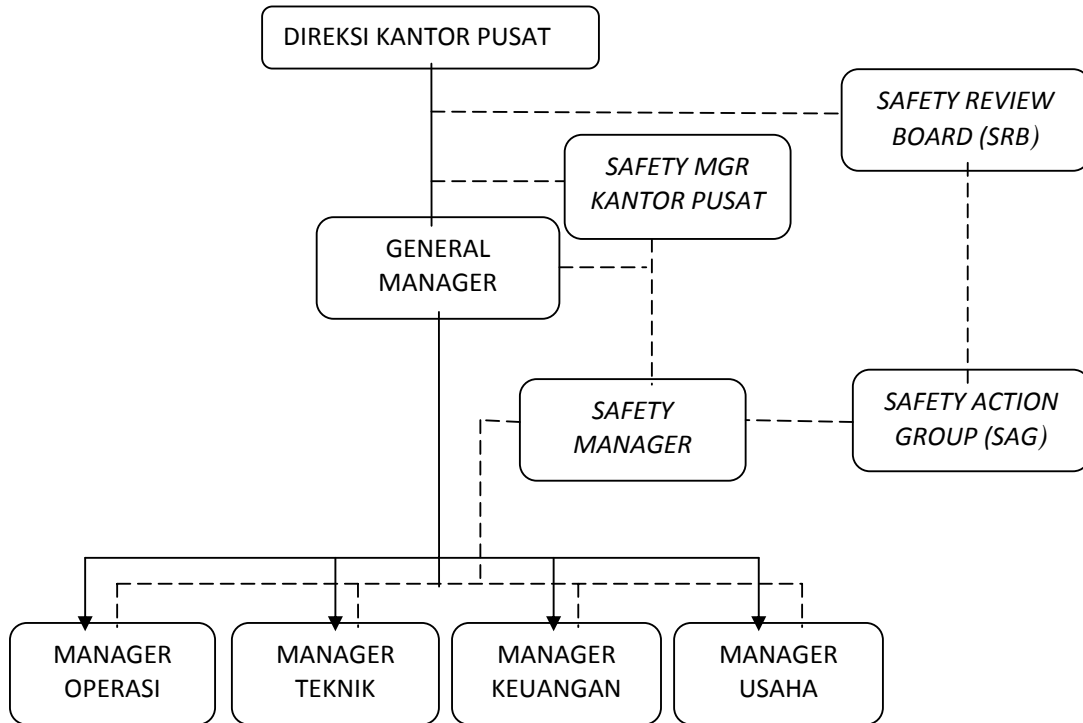 DIREKSI KANTOR PUSAT
SAFETY REVIEW
BOARD (SRB)
SAFETY MGR
KANTOR PUSAT
GENERAL
MANAGER
SAFETY
MANAGER
SAFETY ACTION
GROUP (SAG)
MANAGER
OPERASI
MANAGER
TEKNIK
MANAGER
KEUANGAN
MANAGER
USAHA